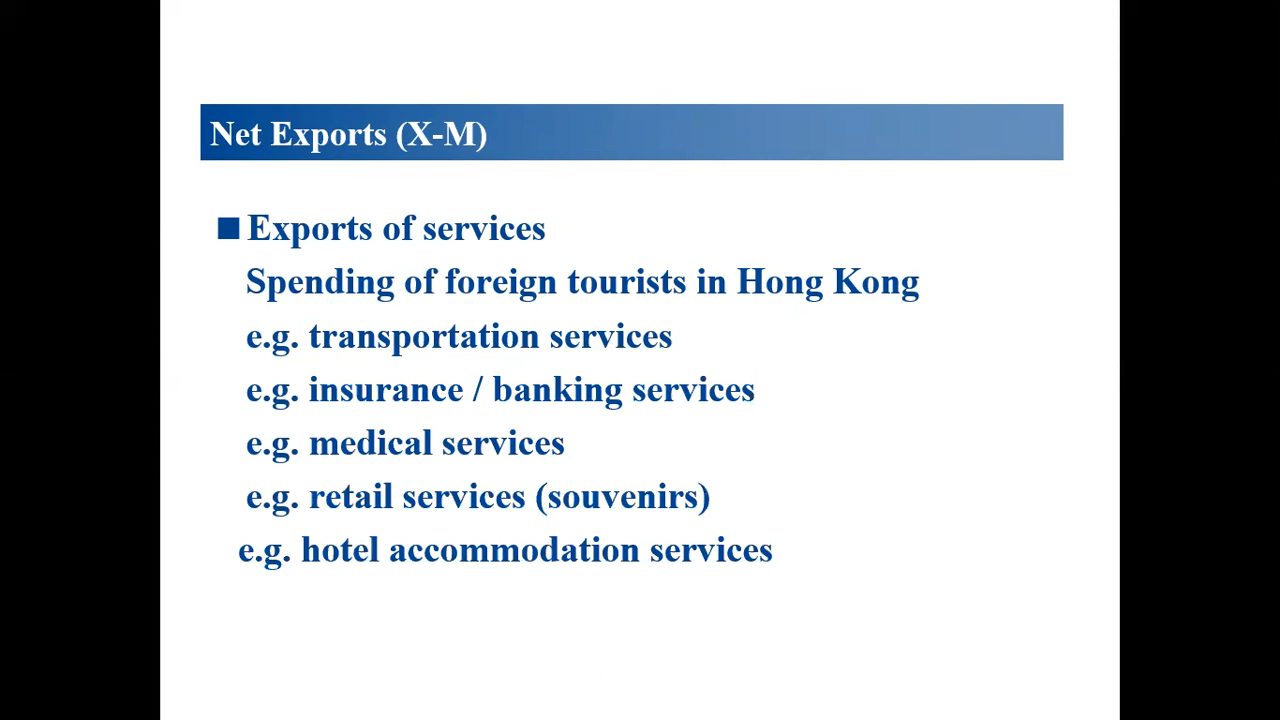 Net Exports (X-M)
Exports of services
Spending of foreign tourists in Hong Kong
e.g. transportation services
e.g. insurance / banking services
e.g. medical services
e.g. retail services (souvenirs)
e.g. hotel accommodation services